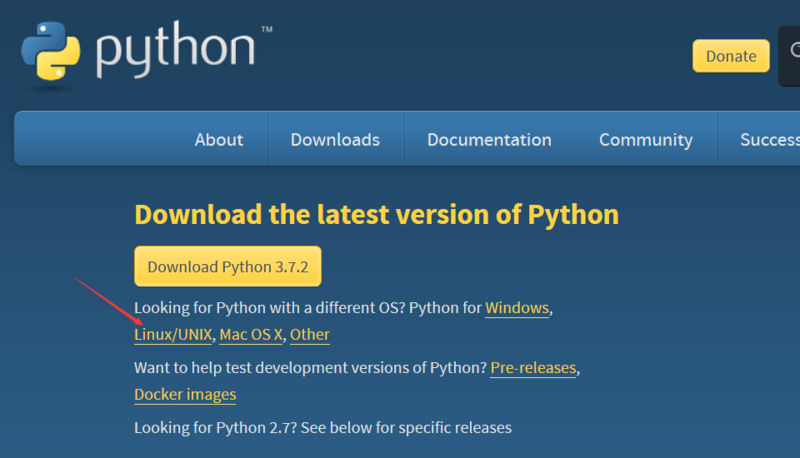 python™
Donate
About Downloads Documentation Community Success
Download the latest version of Python
Download Python 3.7.2
Looking for Python with a different OS? Python for Windows,
Linux/UNIX, Mac OS X, Other
Want to help test development versions of Python? Pre-releases,
Docker images
Looking for Python 2.7? See below for specific releases